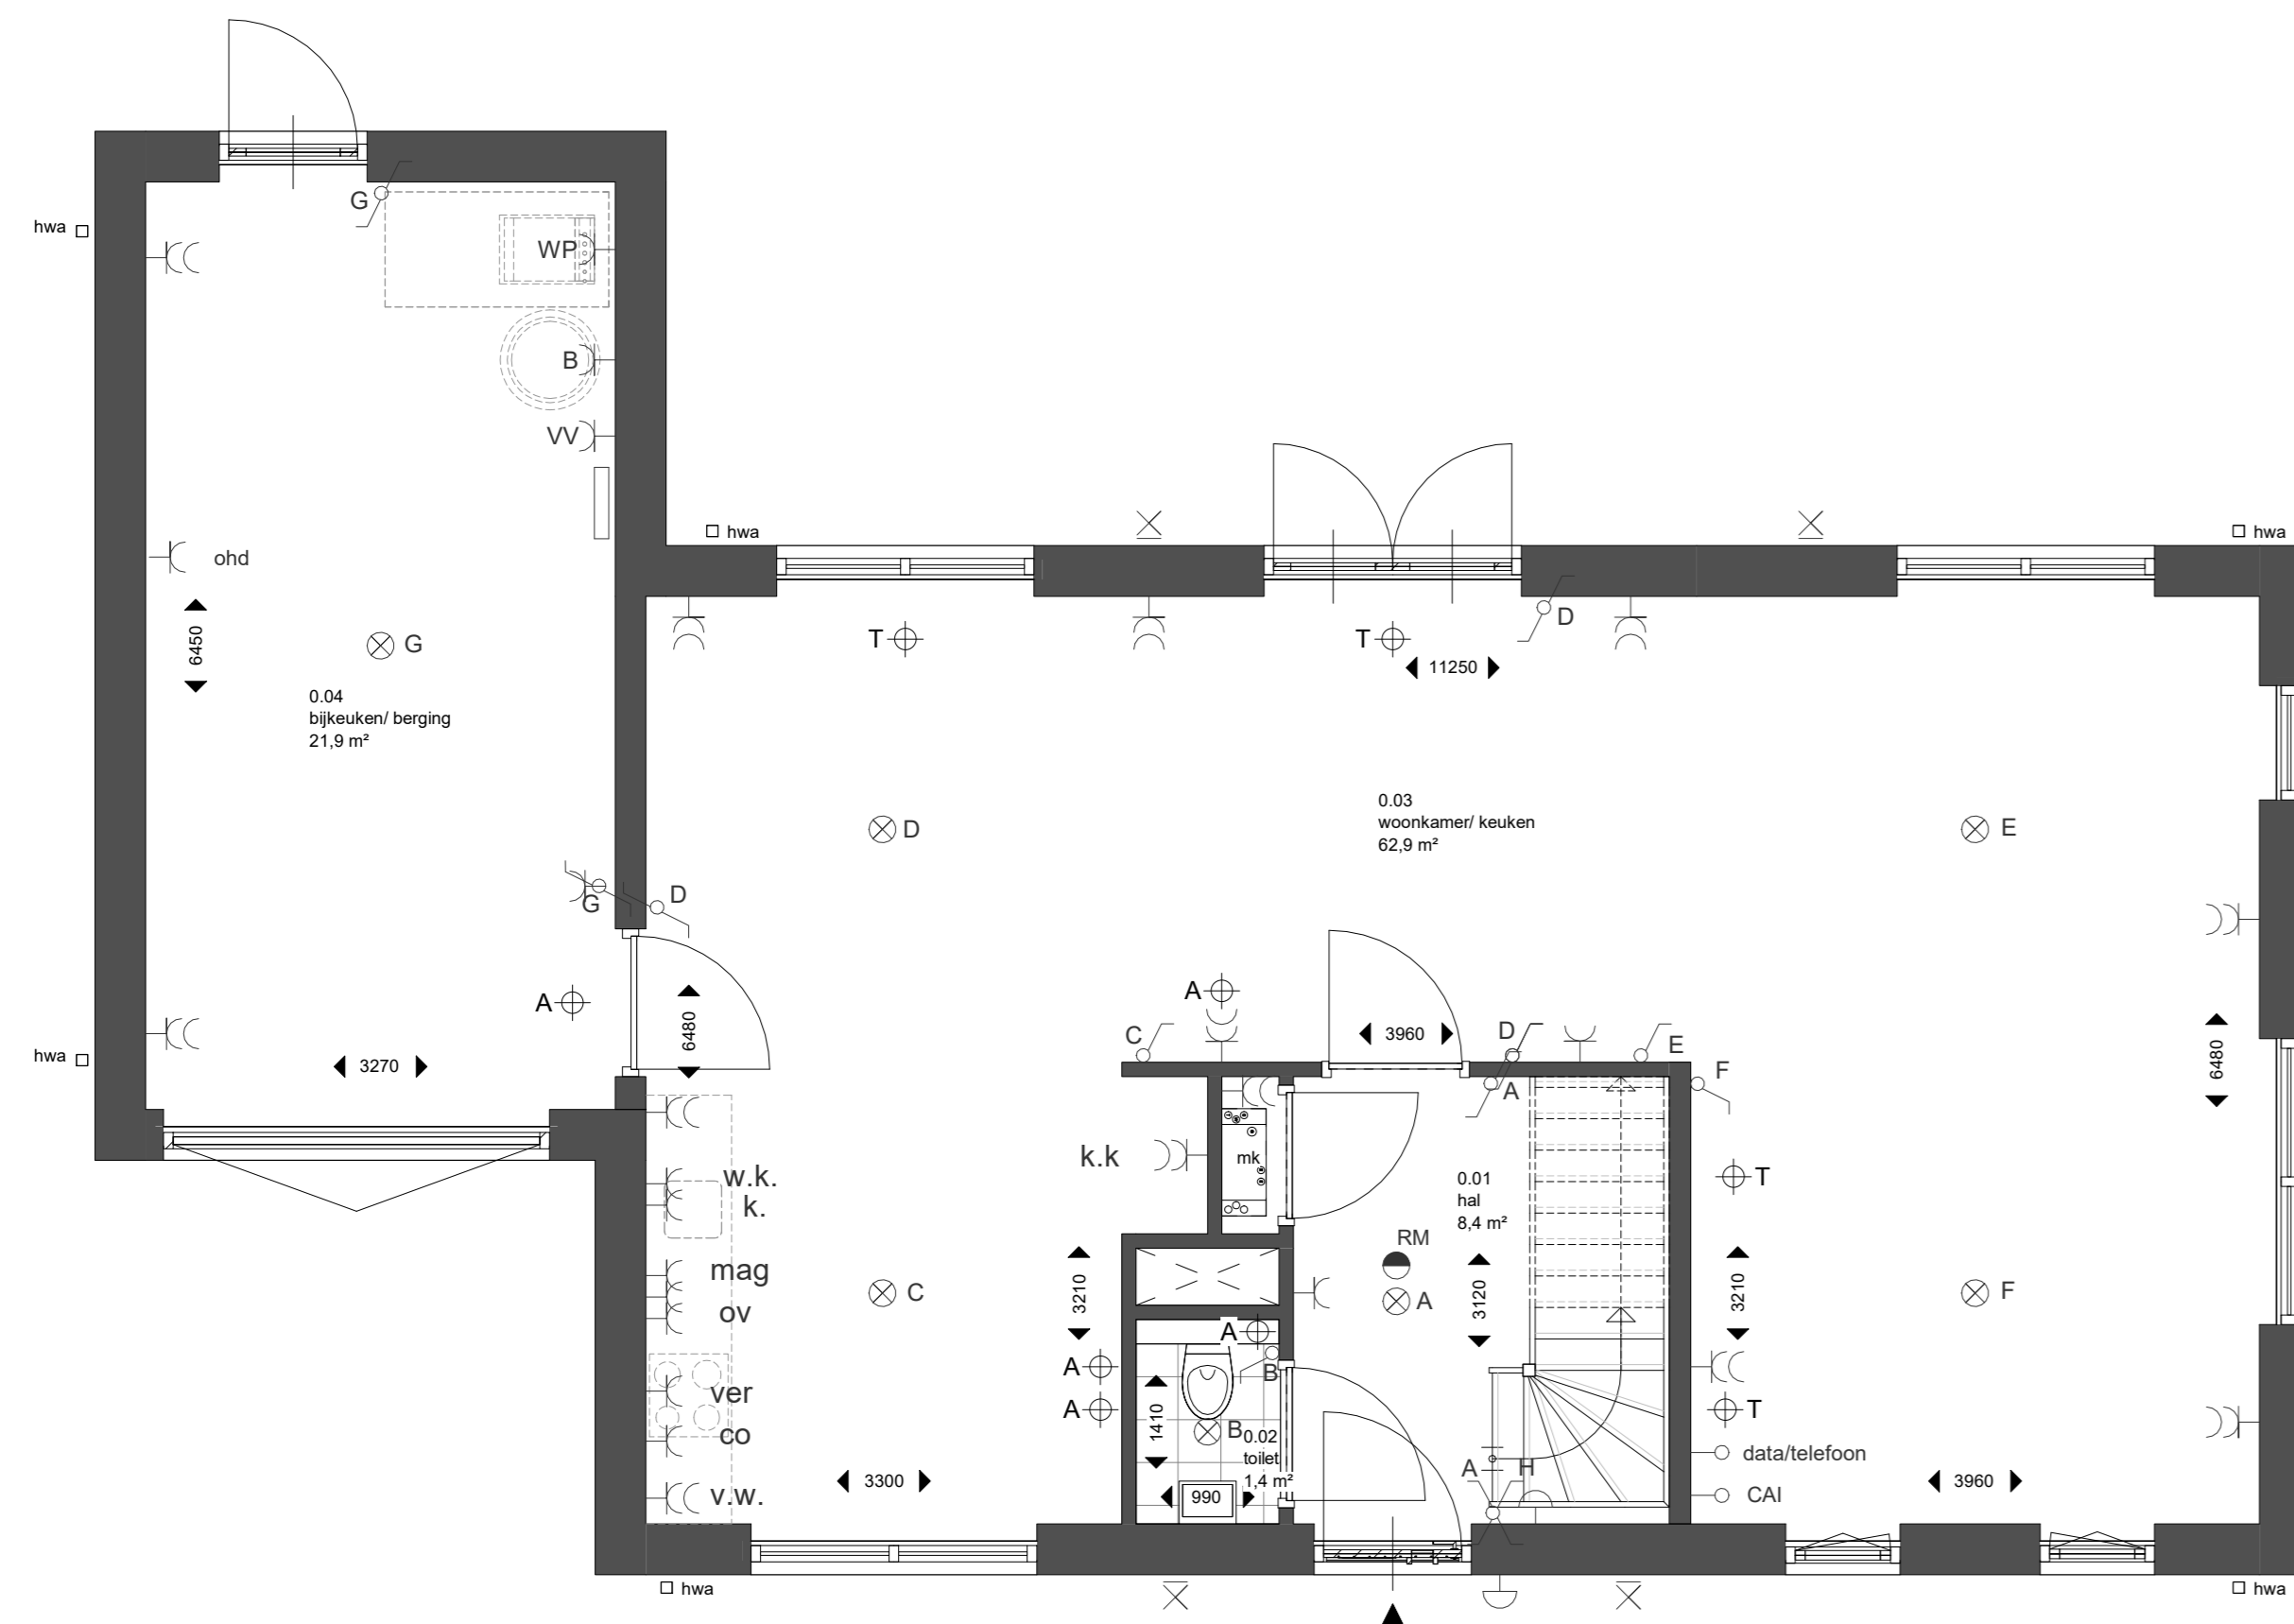 G
hwa
WP
B
VV
hwa
hwa
ohd
D
6450
G
T
T
11250
0.04
bijkeuken/ berging
21,9 m²
0.03
woonkamer/ keuken
62,9 m²
D
E
G
D
A
A
6480
C
3960
D
E
6480
hwa
3270
A
F
k.k
mk
w.k.
k.
0.01
hal
8,4 m²
T
RM
mag
ov
C
3210
A
3120
3210
F
A
A
B
ver
A
1410
T
co
B
0.02
toilet
1,4 m²
data/telefoon
A
H
v.w.
3300
990
3960
CAI
hwa
hwa